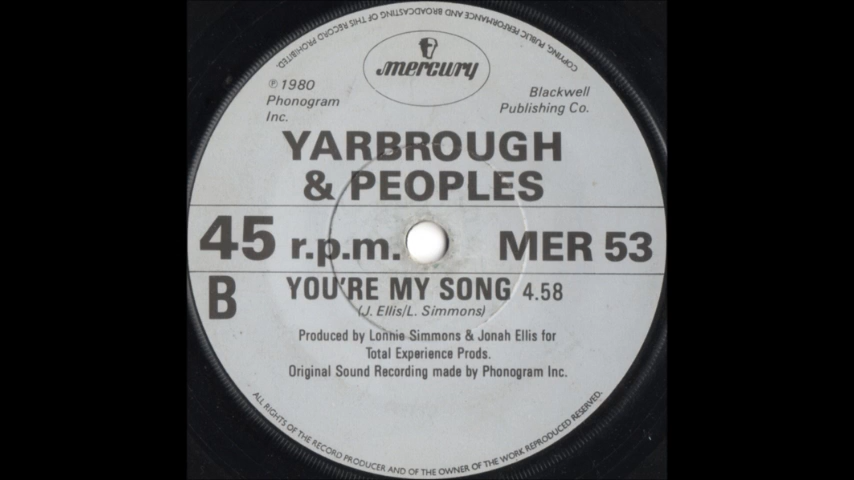 COPYING, PUBLIC PERFORMANCE AND BROADCASTING OF THIS RECORD PROHIBITED.
mercury
℗ 1980
Phonogram
Inc.
Blackwell
Publishing Co.
YARBROUGH
& PEOPLES
45 r.p.m. MER 53
B
YOU'RE MY SONG 4.58
(J. Ellis/L. Simmons)
Produced by Lonnie Simmons & Jonah Ellis for
Total Experience Prods.
Original Sound Recording made by Phonogram Inc.
ALL RIGHTS OF THE RECORD PRODUCER AND OF THE OWNER OF THE WORK REPRODUCED RESERVED.